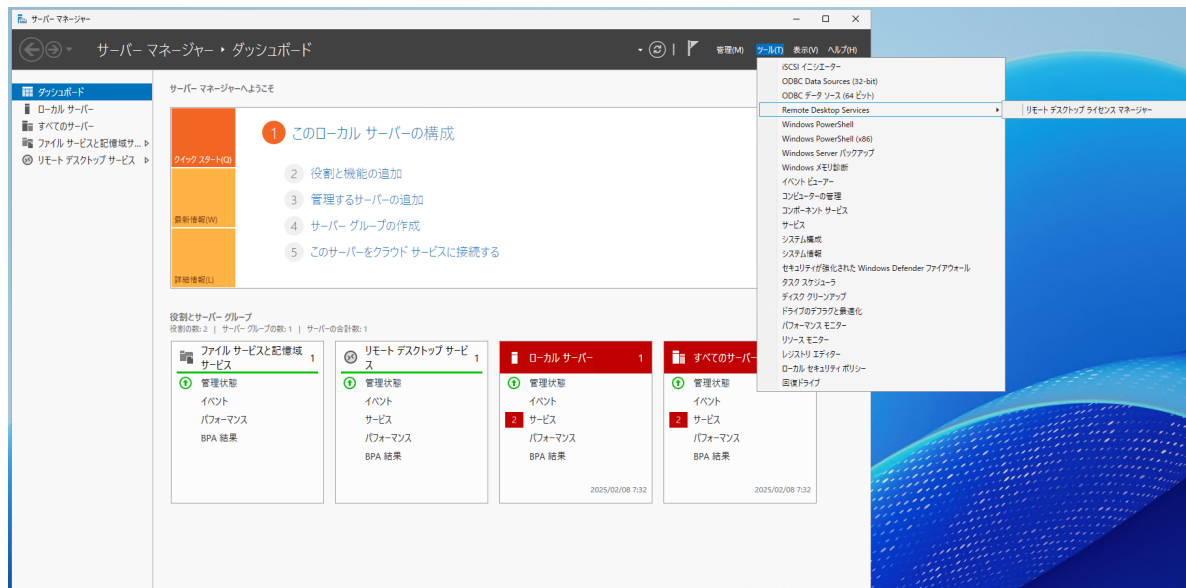 サーバー マネージャー
サーバー マネージャー ・ ダッシュボード
管理(M) ツール(T) 表示(V) ヘルプ(H)
ダッシュボード
ローカル サーバー
すべてのサーバー
ファイル サービスと記憶域サ...
リモート デスクトップ サービス
サーバー マネージャーへようこそ
クイック スタート(Q)
最新情報(W)
詳細情報(L)
1 このローカル サーバーの構成
2 役割と機能の追加
3 管理するサーバーの追加
4 サーバー グループの作成
5 このサーバーをクラウド サービスに接続する
役割とサーバー グループ
役割の数: 2 | サーバー グループの数: 1 | サーバーの合計数: 1
ファイル サービスと記憶域 1
サービス
管理状態
イベント
パフォーマンス
BPA 結果
リモート デスクトップ サービ 1
ス
管理状態
イベント
サービス
パフォーマンス
BPA 結果
ローカル サーバー 1
管理状態
イベント
2 サービス
パフォーマンス
BPA 結果
2025/02/08 7:32
すべてのサーバー
管理状態
イベント
2 サービス
パフォーマンス
BPA 結果
2025/02/08 7:32
iSCSI イニシエーター
ODBC Data Sources (32-bit)
ODBC データ ソース (64 ビット)
Remote Desktop Services
リモート デスクトップ ライセンス マネージャー
Windows PowerShell
Windows PowerShell (x86)
Windows Server バックアップ
Windows メモリ診断
イベント ビューアー
コンピューターの管理
コンポーネント サービス
サービス
システム構成
システム情報
セキュリティが強化された Windows Defender ファイアウォール
タスク スケジューラ
ディスク クリーンアップ
ドライブのデフラグと最適化
パフォーマンス モニター
リソース モニター
レジストリ エディター
ローカル セキュリティ ポリシー
回復ドライブ